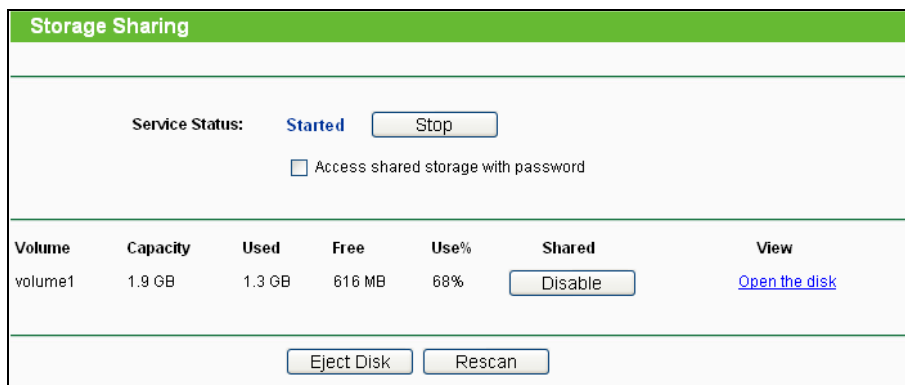 Storage Sharing
Service Status: Started Stop
Access shared storage with password
Volume Capacity Used Free Use% Shared View
volume1 1.9 GB 1.3 GB 616 MB 68% Disable Open the disk
Eject Disk Rescan